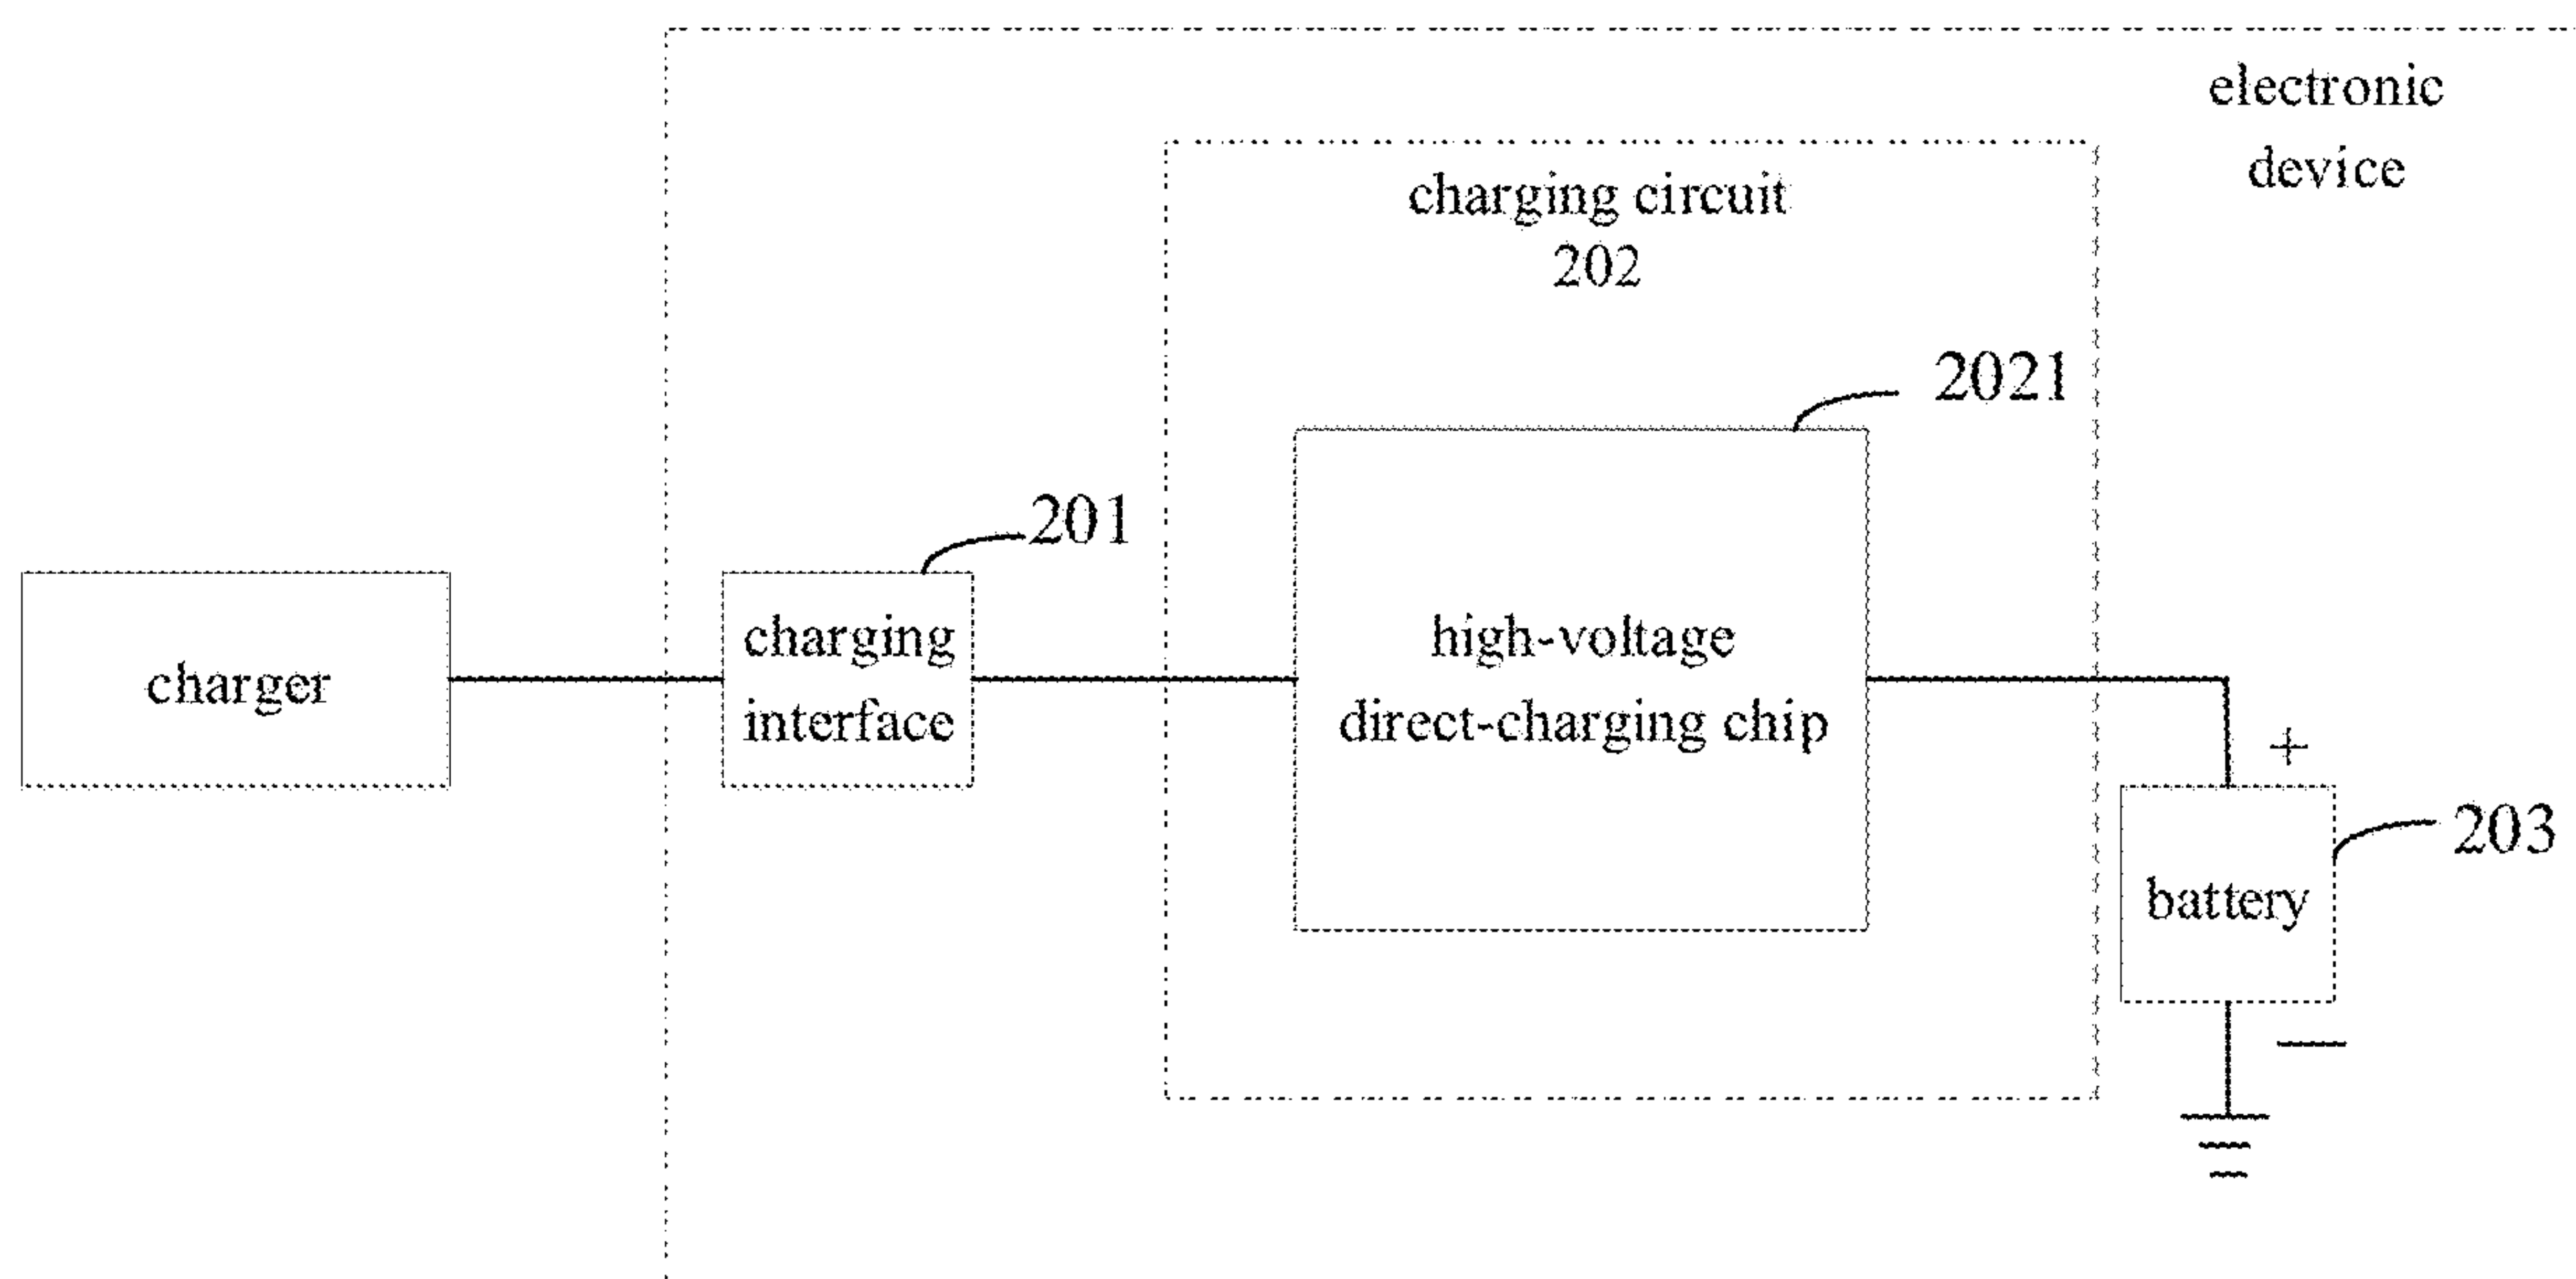 electronic
device
charging circuit
202
2021
201
charger
charging
interface
high-voltage
direct-charging chip
+
203
battery
—